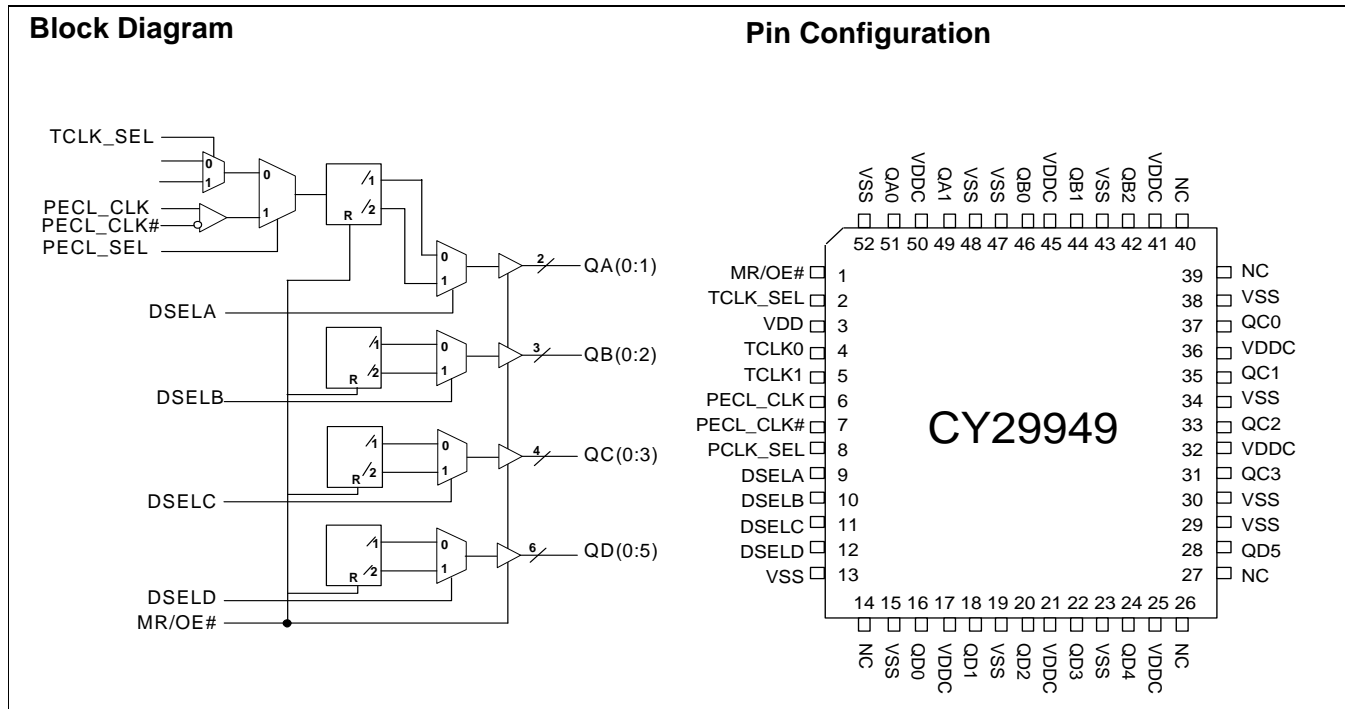 Block Diagram
Pin Configuration
TCLK_SEL
0
1
PECL_CLK
PECL_CLK#
PECL_SEL
0
1
/1
/2
R
0
1
2
QA(0:1)
DSELA
/1
/2
R
0
1
3
QB(0:2)
DSELB
/1
/2
R
0
1
4
QC(0:3)
DSELC
/1
/2
R
0
1
6
QD(0:5)
DSELD
MR/OE#
VSS QA0 VDDC QA1 VSS VSS QB0 VDDC QB1 VSS QB2 VDDC NC
52 51 50 49 48 47 46 45 44 43 42 41 40
MR/OE# 1
TCLK_SEL 2
VDD 3
TCLK0 4
TCLK1 5
PECL_CLK 6
PECL_CLK# 7
PCLK_SEL 8
DSELA 9
DSELB 10
DSELC 11
DSELD 12
VSS 13
CY29949
39 NC
38 VSS
37 QC0
36 VDDC
35 QC1
34 VSS
33 QC2
32 VDDC
31 QC3
30 VSS
29 VSS
28 QD5
27 NC
14 15 16 17 18 19 20 21 22 23 24 25 26
NC VSS QD0 VDDC QD1 VSS QD2 VDDC QD3 VSS QD4 VDDC NC